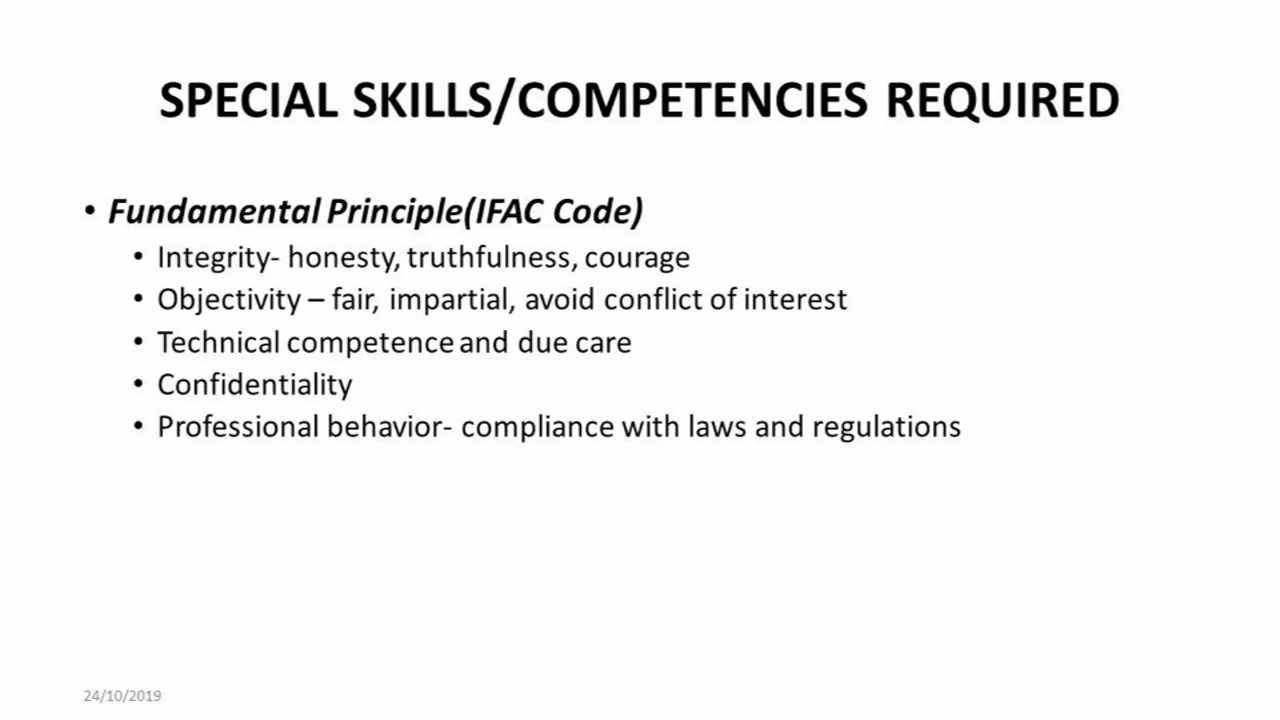 SPECIAL SKILLS/COMPETENCIES REQUIRED
• Fundamental Principle(IFAC Code)
• Integrity- honesty, truthfulness, courage
• Objectivity – fair, impartial, avoid conflict of interest
• Technical competence and due care
• Confidentiality
• Professional behavior- compliance with laws and regulations
24/10/2019